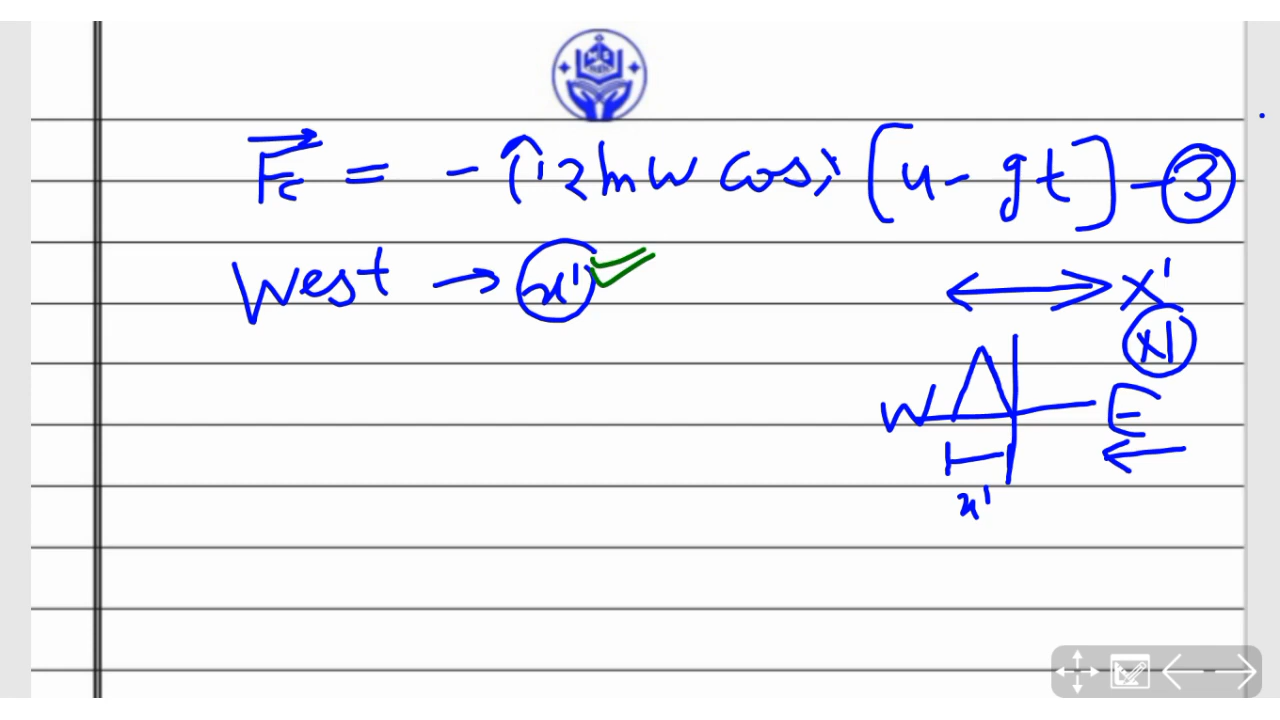 F⃗c = - î 2mω cosλ [u - gt] - ③
West → x' ✓
↔ x'
x'
W E
←
x'